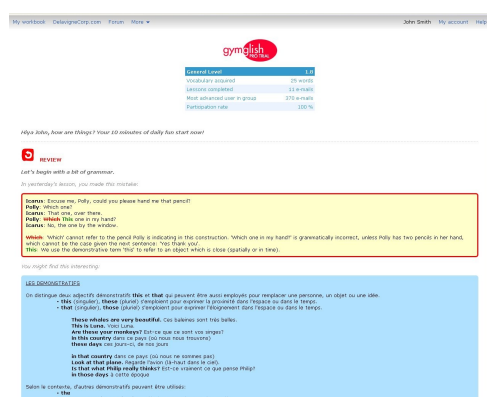 My workbook DelavigneCorp.com Forum More ▼ John Smith My account Help
gymglish
PRO TRIAL
General Level 1.0
Vocabulary acquired 25 words
Lessons completed 11 e-mails
Most advanced user in group 370 e-mails
Participation rate 100 %
Hiya John, how are things? Your 10 minutes of daily fun start now!
REVIEW
Let's begin with a bit of grammar.
In yesterday's lesson, you made this mistake:
Icarus: Excuse me, Polly, could you please hand me that pencil?
Polly: Which one?
Icarus: That one, over there.
Polly: Which This one in my hand?
Icarus: No, the one by the window.
Which: 'Which' cannot refer to the pencil Polly is indicating in this construction. 'Which one in my hand?' is grammatically incorrect, unless Polly has two pencils in her hand,
which cannot be the case given the next sentence: 'Yes thank you'.
This: We use the demonstrative term 'this' to refer to an object which is close (spatially or in time).
You might find this interesting:
LES DEMONSTRATIFS
On distingue deux adjectifs démonstratifs this et that qui peuvent être aussi employés pour remplacer une personne, un objet ou une idée.
• this (singulier), these (pluriel) s'emploient pour exprimer la proximité dans l'espace ou dans le temps.
• that (singulier), those (pluriel) s'emploient pour exprimer l'éloignement dans l'espace ou dans le temps.
These whales are very beautiful. Ces baleines sont très belles.
This is Luna. Voici Luna.
Are these your monkeys? Est-ce que ce sont vos singes?
in this country dans ce pays (où nous nous trouvons)
these days ces jours-ci, de nos jours
in that country dans ce pays (où nous ne sommes pas)
Look at that plane. Regarde l'avion (là-haut dans le ciel).
Is that what Philip really thinks? Est-ce vraiment ce que pense Philip?
in those days à cette époque
Selon le contexte, d'autres démonstratifs peuvent être utilisés:
• the